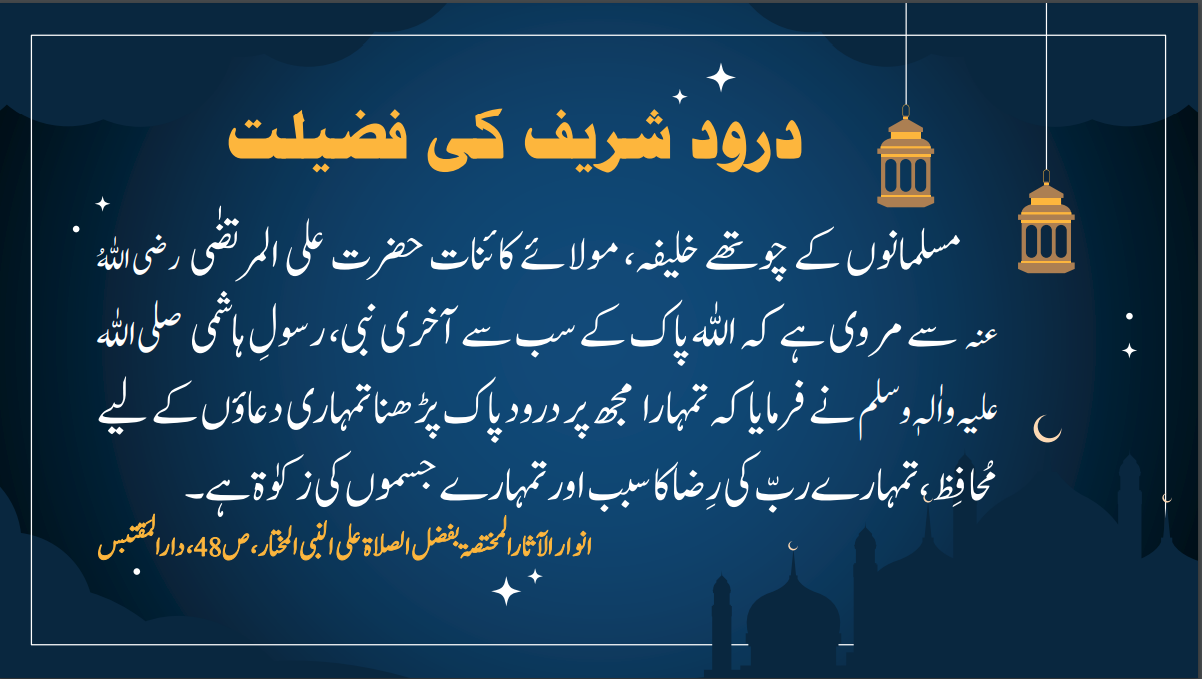 درود شریف کی فضیلت
مسلمانوں کے چوتھے خلیفہ، مولائے کائنات حضرت علی المرتضٰی رضی اللہُ
عنہ سے مروی ہے کہ اللہ پاک کے سب سے آخری نبی، رسولِ ہاشمی صلی اللہ
علیہ واٰلہٖ وسلم نے فرمایا کہ تمہارا مجھ پر درود پاک پڑھنا تمہاری دعاؤں کے لیے
مُحافِظ، تمہارے ربّ کی رِضا کا سبب اور تمہارے جسموں کی زکوٰۃ ہے۔
انوار الآثار المختصۃ بفضل الصلاۃ علی النبی المختار، ص48، دار المقتبس